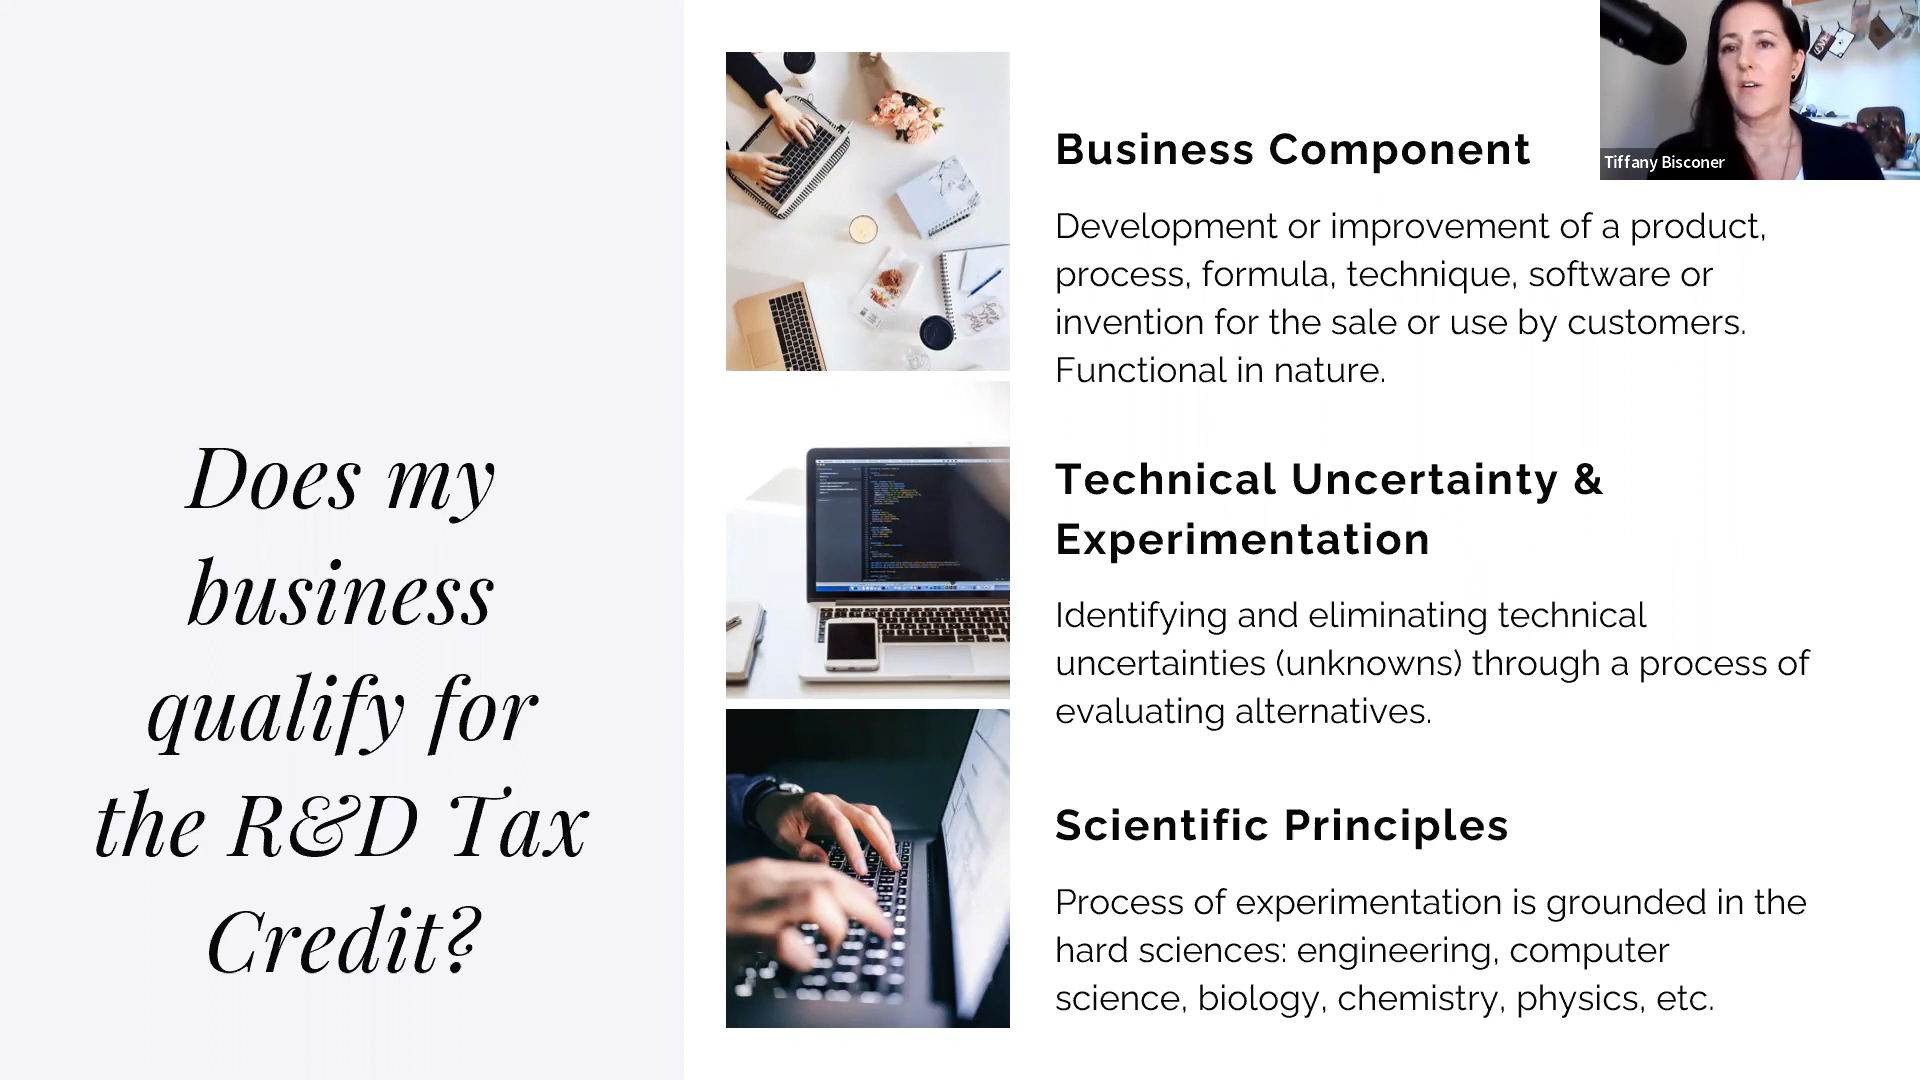 Does my
business
qualify for
the R&D Tax
Credit?
Business Component
Development or improvement of a product,
process, formula, technique, software or
invention for the sale or use by customers.
Functional in nature.
Technical Uncertainty &
Experimentation
Identifying and eliminating technical
uncertainties (unknowns) through a process of
evaluating alternatives.
Scientific Principles
Process of experimentation is grounded in the
hard sciences: engineering, computer
science, biology, chemistry, physics, etc.
Tiffany Bisconer